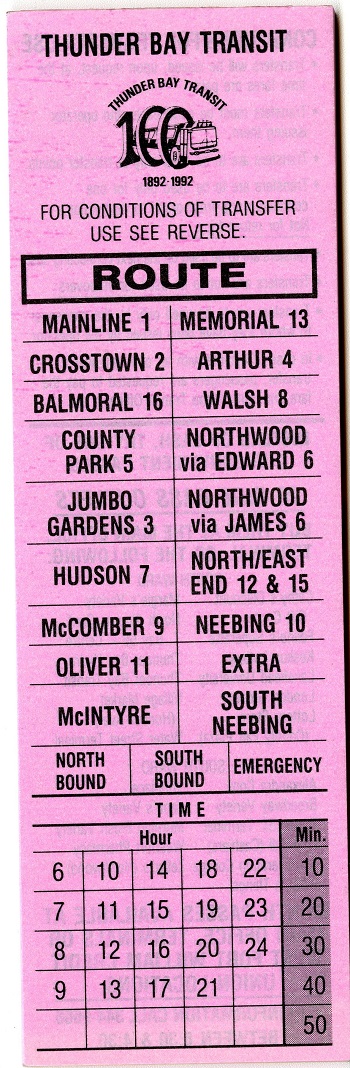 THUNDER BAY TRANSIT
THUNDER BAY TRANSIT
100
1892-1992
FOR CONDITIONS OF TRANSFER
USE SEE REVERSE.
ROUTE
MAINLINE 1 MEMORIAL 13
CROSSTOWN 2 ARTHUR 4
BALMORAL 16 WALSH 8
COUNTY
PARK 5
NORTHWOOD
via EDWARD 6
JUMBO
GARDENS 3
NORTHWOOD
via JAMES 6
HUDSON 7
NORTH/EAST
END 12 & 15
McCOMBER 9 NEEBING 10
OLIVER 11 EXTRA
McINTYRE
SOUTH
NEEBING
NORTH
BOUND
SOUTH
BOUND
EMERGENCY
TIME
Hour Min.
6 10 14 18 22 10
7 11 15 19 23 20
8 12 16 20 24 30
9 13 17 21 40
50